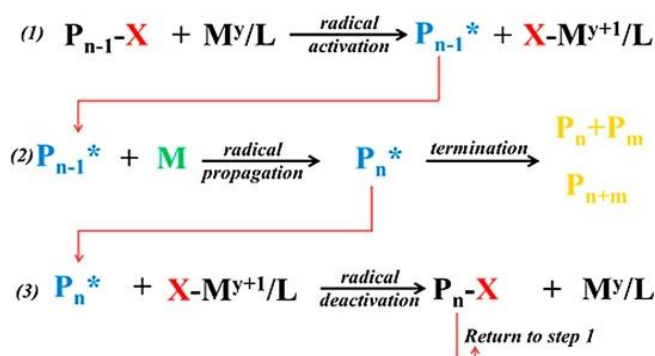 (1) Pₙ₋₁-X + Mʸ/L radical activation Pₙ₋₁* + X-Mʸ⁺¹/L
(2) Pₙ₋₁* + M radical propagation Pₙ* termination Pₙ+Pₘ
Pₙ₊ₘ
(3) Pₙ* + X-Mʸ⁺¹/L radical deactivation Pₙ-X + Mʸ/L
Return to step 1